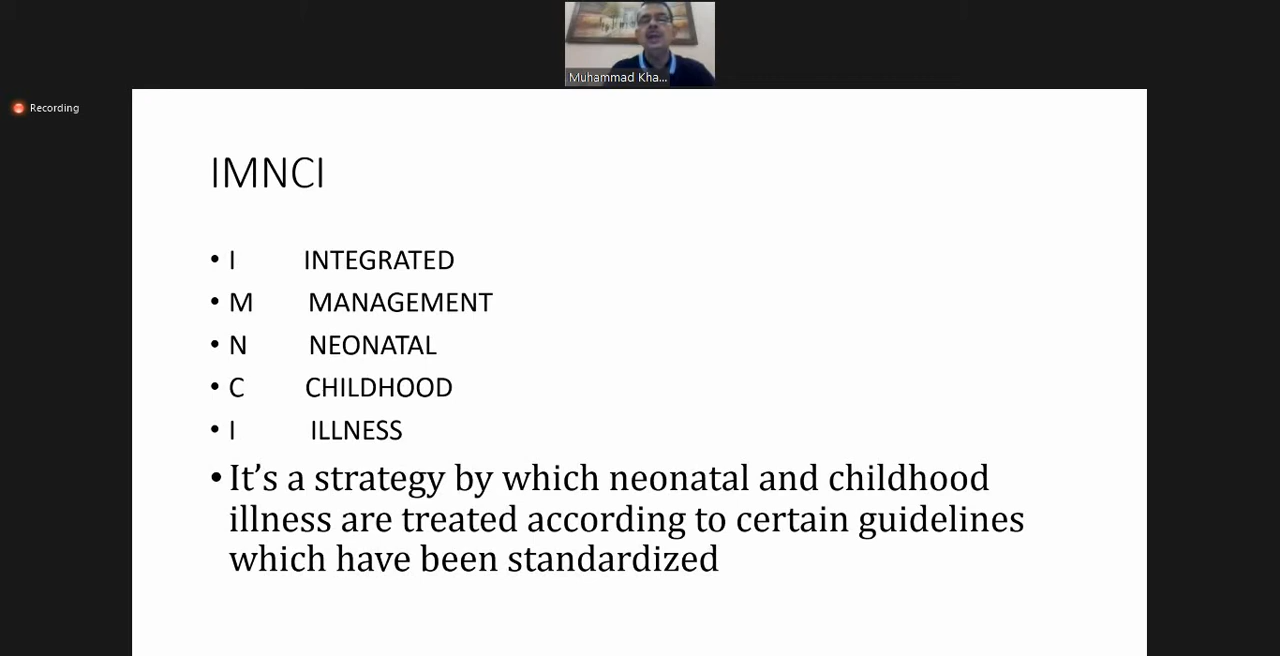 Muhammad Kha...
Recording
IMNCI
• I INTEGRATED
• M MANAGEMENT
• N NEONATAL
• C CHILDHOOD
• I ILLNESS
• It’s a strategy by which neonatal and childhood
illness are treated according to certain guidelines
which have been standardized